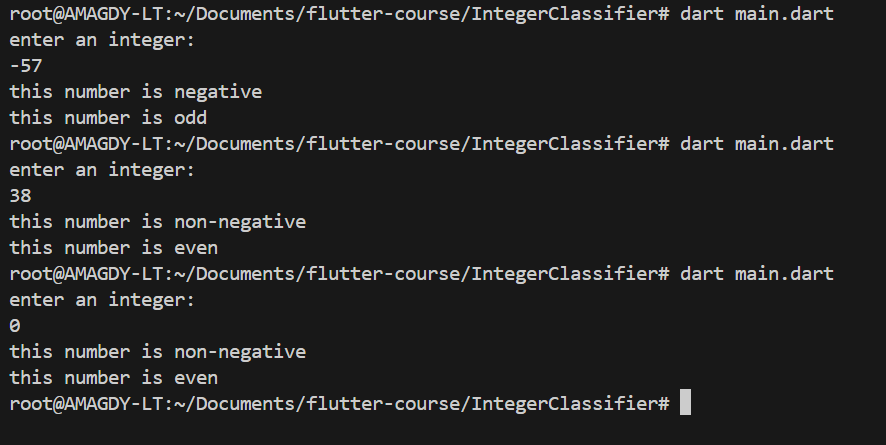 root@AMAGDY-LT:~/Documents/flutter-course/IntegerClassifier# dart main.dart
enter an integer:
-57
this number is negative
this number is odd
root@AMAGDY-LT:~/Documents/flutter-course/IntegerClassifier# dart main.dart
enter an integer:
38
this number is non-negative
this number is even
root@AMAGDY-LT:~/Documents/flutter-course/IntegerClassifier# dart main.dart
enter an integer:
0
this number is non-negative
this number is even
root@AMAGDY-LT:~/Documents/flutter-course/IntegerClassifier#